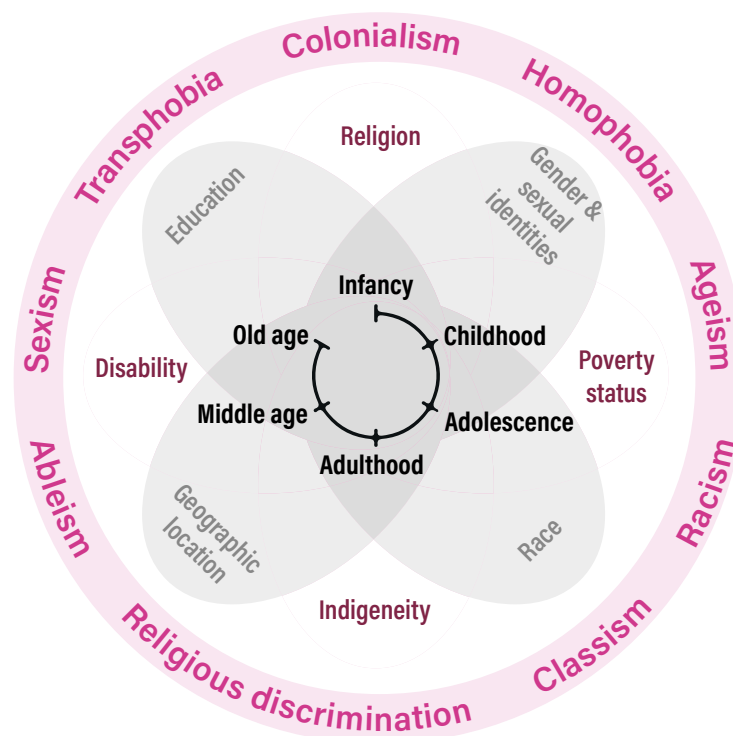 Colonialism
Transphobia
Homophobia
Religion
Education
Gender &
sexual
identities
Sexism
Ageism
Infancy
Old age
Childhood
Disability
Poverty
status
Middle age
Adolescence
Adulthood
Ableism
Racism
Geographic
location
Race
Indigeneity
Religious discrimination
Classism